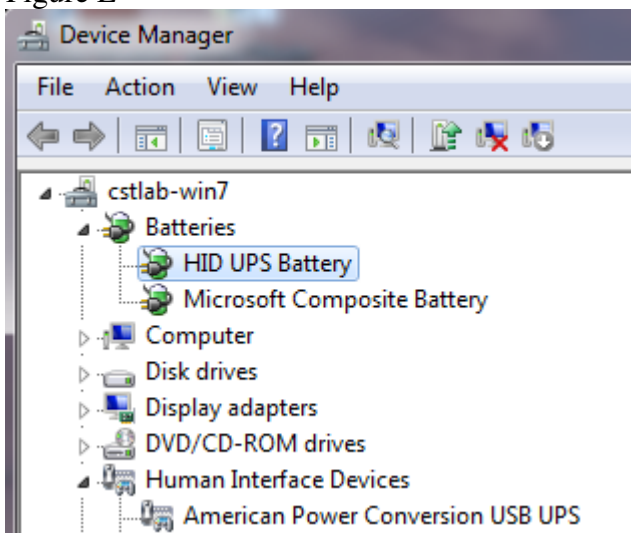 Figure E
Device Manager
File Action View Help
cstlab-win7
Batteries
HID UPS Battery
Microsoft Composite Battery
Computer
Disk drives
Display adapters
DVD/CD-ROM drives
Human Interface Devices
American Power Conversion USB UPS